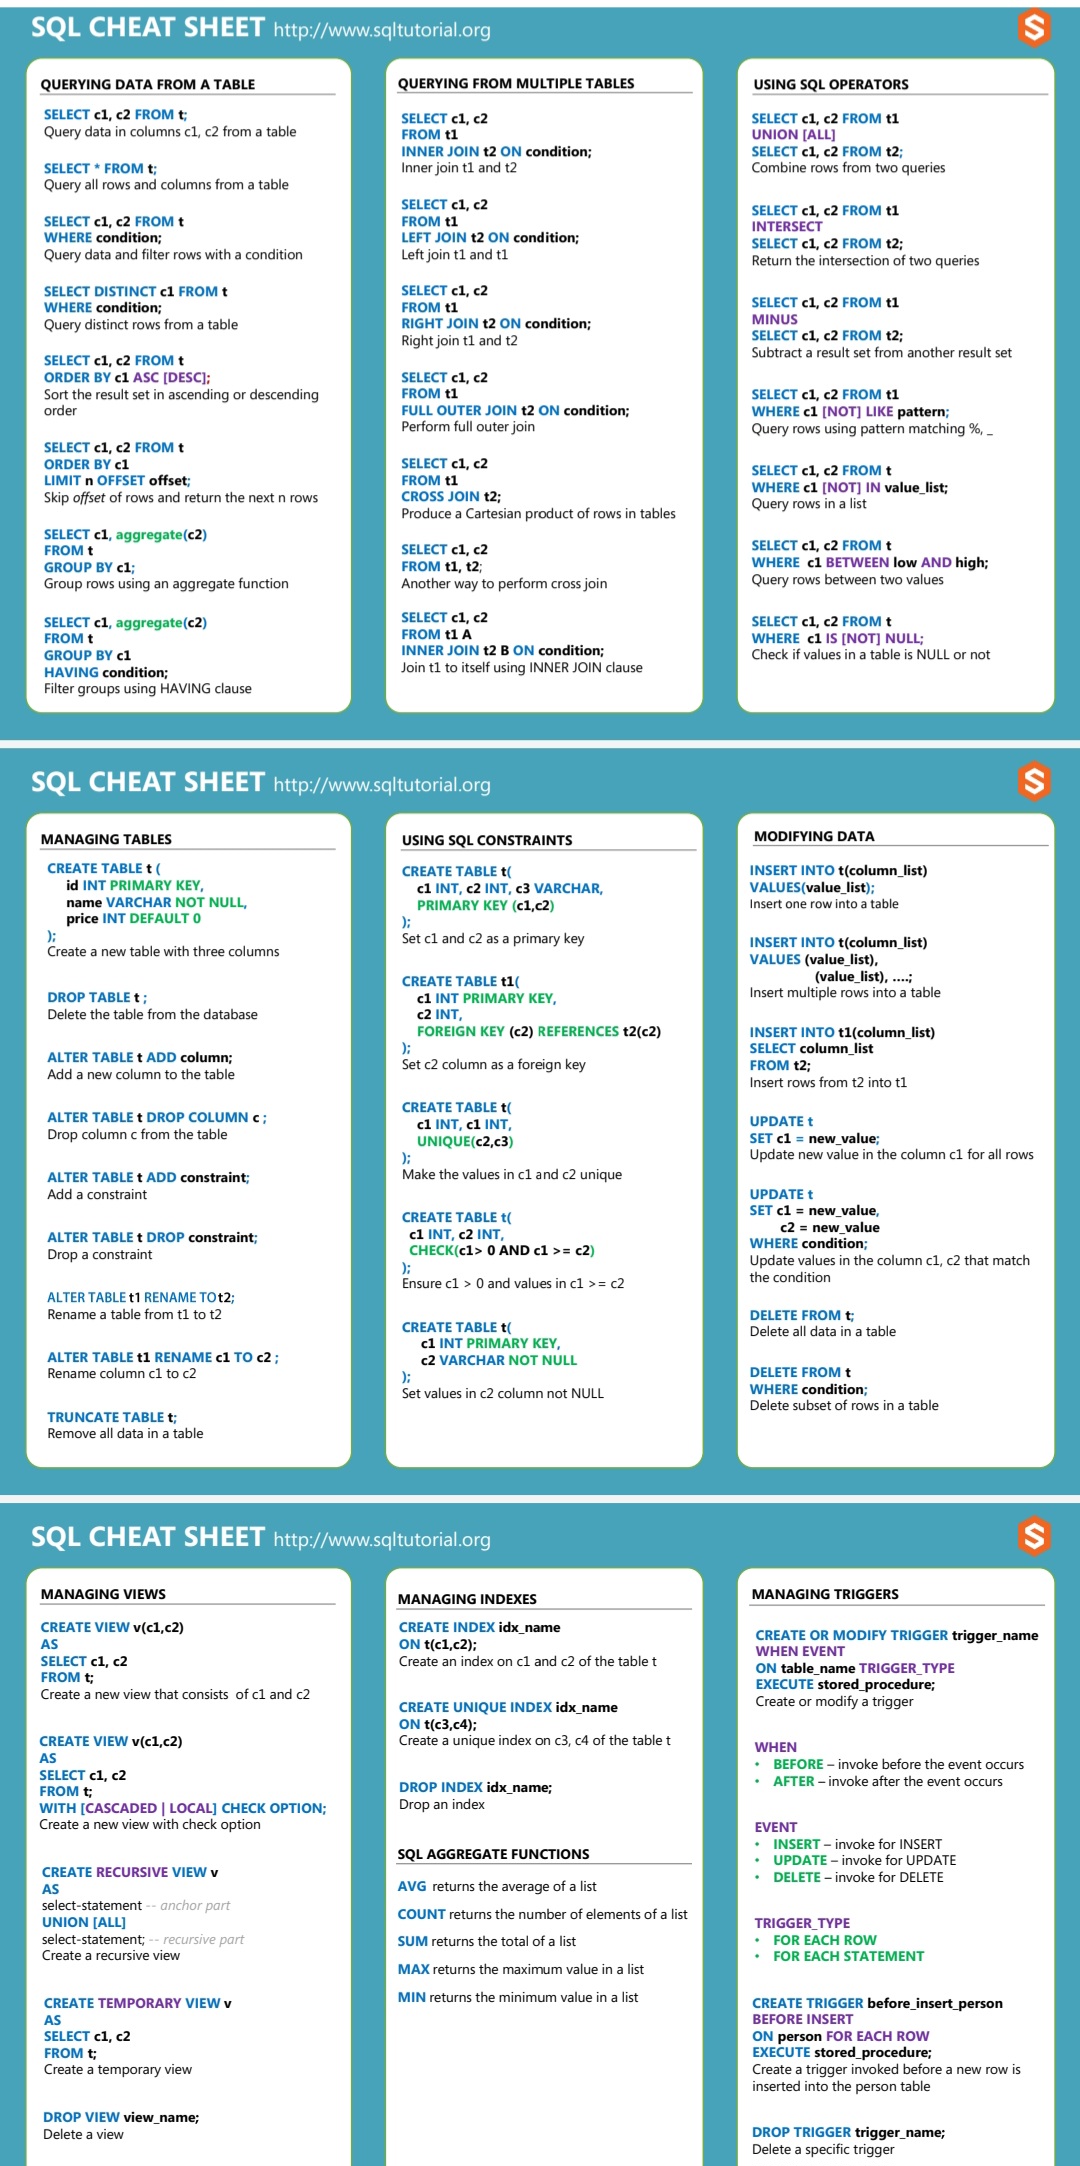 SQL CHEAT SHEET http://www.sqltutorial.org
QUERYING DATA FROM A TABLE
SELECT c1, c2 FROM t;
Query data in columns c1, c2 from a table
SELECT * FROM t;
Query all rows and columns from a table
SELECT c1, c2 FROM t
WHERE condition;
Query data and filter rows with a condition
SELECT DISTINCT c1 FROM t
WHERE condition;
Query distinct rows from a table
SELECT c1, c2 FROM t
ORDER BY c1 ASC [DESC];
Sort the result set in ascending or descending
order
SELECT c1, c2 FROM t
ORDER BY c1
LIMIT n OFFSET offset;
Skip offset of rows and return the next n rows
SELECT c1, aggregate(c2)
FROM t
GROUP BY c1;
Group rows using an aggregate function
SELECT c1, aggregate(c2)
FROM t
GROUP BY c1
HAVING condition;
Filter groups using HAVING clause
QUERYING FROM MULTIPLE TABLES
SELECT c1, c2
FROM t1
INNER JOIN t2 ON condition;
Inner join t1 and t2
SELECT c1, c2
FROM t1
LEFT JOIN t2 ON condition;
Left join t1 and t1
SELECT c1, c2
FROM t1
RIGHT JOIN t2 ON condition;
Right join t1 and t2
SELECT c1, c2
FROM t1
FULL OUTER JOIN t2 ON condition;
Perform full outer join
SELECT c1, c2
FROM t1
CROSS JOIN t2;
Produce a Cartesian product of rows in tables
SELECT c1, c2
FROM t1, t2;
Another way to perform cross join
SELECT c1, c2
FROM t1 A
INNER JOIN t2 B ON condition;
Join t1 to itself using INNER JOIN clause
USING SQL OPERATORS
SELECT c1, c2 FROM t1
UNION [ALL]
SELECT c1, c2 FROM t2;
Combine rows from two queries
SELECT c1, c2 FROM t1
INTERSECT
SELECT c1, c2 FROM t2;
Return the intersection of two queries
SELECT c1, c2 FROM t1
MINUS
SELECT c1, c2 FROM t2;
Subtract a result set from another result set
SELECT c1, c2 FROM t1
WHERE c1 [NOT] LIKE pattern;
Query rows using pattern matching %, _
SELECT c1, c2 FROM t
WHERE c1 [NOT] IN value_list;
Query rows in a list
SELECT c1, c2 FROM t
WHERE  c1 BETWEEN low AND high;
Query rows between two values
SELECT c1, c2 FROM t
WHERE  c1 IS [NOT] NULL;
Check if values in a table is NULL or not
SQL CHEAT SHEET http://www.sqltutorial.org
MANAGING TABLES
CREATE TABLE t (
id INT PRIMARY KEY,
name VARCHAR NOT NULL,
price INT DEFAULT 0
);
Create a new table with three columns
DROP TABLE t ;
Delete the table from the database
ALTER TABLE t ADD column;
Add a new column to the table
ALTER TABLE t DROP COLUMN c ;
Drop column c from the table
ALTER TABLE t ADD constraint;
Add a constraint
ALTER TABLE t DROP constraint;
Drop a constraint
ALTER TABLE t1 RENAME TO t2;
Rename a table from t1 to t2
ALTER TABLE t1 RENAME c1 TO c2 ;
Rename column c1 to c2
TRUNCATE TABLE t;
Remove all data in a table
USING SQL CONSTRAINTS
CREATE TABLE t(
c1 INT, c2 INT, c3 VARCHAR,
PRIMARY KEY (c1,c2)
);
Set c1 and c2 as a primary key
CREATE TABLE t1(
c1 INT PRIMARY KEY,
c2 INT,
FOREIGN KEY (c2) REFERENCES t2(c2)
);
Set c2 column as a foreign key
CREATE TABLE t(
c1 INT, c1 INT,
UNIQUE(c2,c3)
);
Make the values in c1 and c2 unique
CREATE TABLE t(
c1 INT, c2 INT,
CHECK(c1> 0 AND c1 >= c2)
);
Ensure c1 > 0 and values in c1 >= c2
CREATE TABLE t(
c1 INT PRIMARY KEY,
c2 VARCHAR NOT NULL
);
Set values in c2 column not NULL
MODIFYING DATA
INSERT INTO t(column_list)
VALUES(value_list);
Insert one row into a table
INSERT INTO t(column_list)
VALUES (value_list),
(value_list), ....;
Insert multiple rows into a table
INSERT INTO t1(column_list)
SELECT column_list
FROM t2;
Insert rows from t2 into t1
UPDATE t
SET c1 = new_value;
Update new value in the column c1 for all rows
UPDATE t
SET c1 = new_value,
c2 = new_value
WHERE condition;
Update values in the column c1, c2 that match
the condition
DELETE FROM t;
Delete all data in a table
DELETE FROM t
WHERE condition;
Delete subset of rows in a table
SQL CHEAT SHEET http://www.sqltutorial.org
MANAGING VIEWS
CREATE VIEW v(c1,c2)
AS
SELECT c1, c2
FROM t;
Create a new view that consists  of c1 and c2
CREATE VIEW v(c1,c2)
AS
SELECT c1, c2
FROM t;
WITH [CASCADED | LOCAL] CHECK OPTION;
Create a new view with check option
CREATE RECURSIVE VIEW v
AS
select-statement -- anchor part
UNION [ALL]
select-statement; -- recursive part
Create a recursive view
CREATE TEMPORARY VIEW v
AS
SELECT c1, c2
FROM t;
Create a temporary view
DROP VIEW view_name;
Delete a view
MANAGING INDEXES
CREATE INDEX idx_name
ON t(c1,c2);
Create an index on c1 and c2 of the table t
CREATE UNIQUE INDEX idx_name
ON t(c3,c4);
Create a unique index on c3, c4 of the table t
DROP INDEX idx_name;
Drop an index
SQL AGGREGATE FUNCTIONS
AVG returns the average of a list
COUNT returns the number of elements of a list
SUM returns the total of a list
MAX returns the maximum value in a list
MIN returns the minimum value in a list
MANAGING TRIGGERS
CREATE OR MODIFY TRIGGER trigger_name
WHEN EVENT
ON table_name TRIGGER_TYPE
EXECUTE stored_procedure;
Create or modify a trigger
WHEN
• BEFORE – invoke before the event occurs
• AFTER – invoke after the event occurs
EVENT
• INSERT – invoke for INSERT
• UPDATE – invoke for UPDATE
• DELETE – invoke for DELETE
TRIGGER_TYPE
• FOR EACH ROW
• FOR EACH STATEMENT
CREATE TRIGGER before_insert_person
BEFORE INSERT
ON person FOR EACH ROW
EXECUTE stored_procedure;
Create a trigger invoked before a new row is
inserted into the person table
DROP TRIGGER trigger_name;
Delete a specific trigger